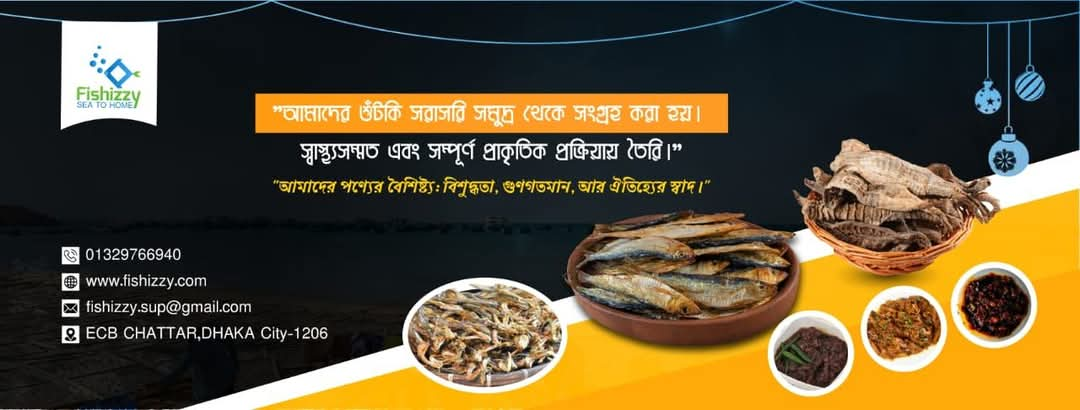 Fishizzy
SEA TO HOME
"আমাদের শুঁটকি সরাসরি সমুদ্র থেকে সংগ্রহ করা হয়।
স্বাস্থ্যসম্মত এবং সম্পূর্ণ প্রাকৃতিক প্রক্রিয়ায় তৈরি।"
"আমাদের পণ্যের বৈশিষ্ট্য: বিশুদ্ধতা, গুণগতমান, আর ঐতিহ্যের স্বাদ।"
01329766940
www.fishizzy.com
fishizzy.sup@gmail.com
ECB CHATTAR,DHAKA City-1206